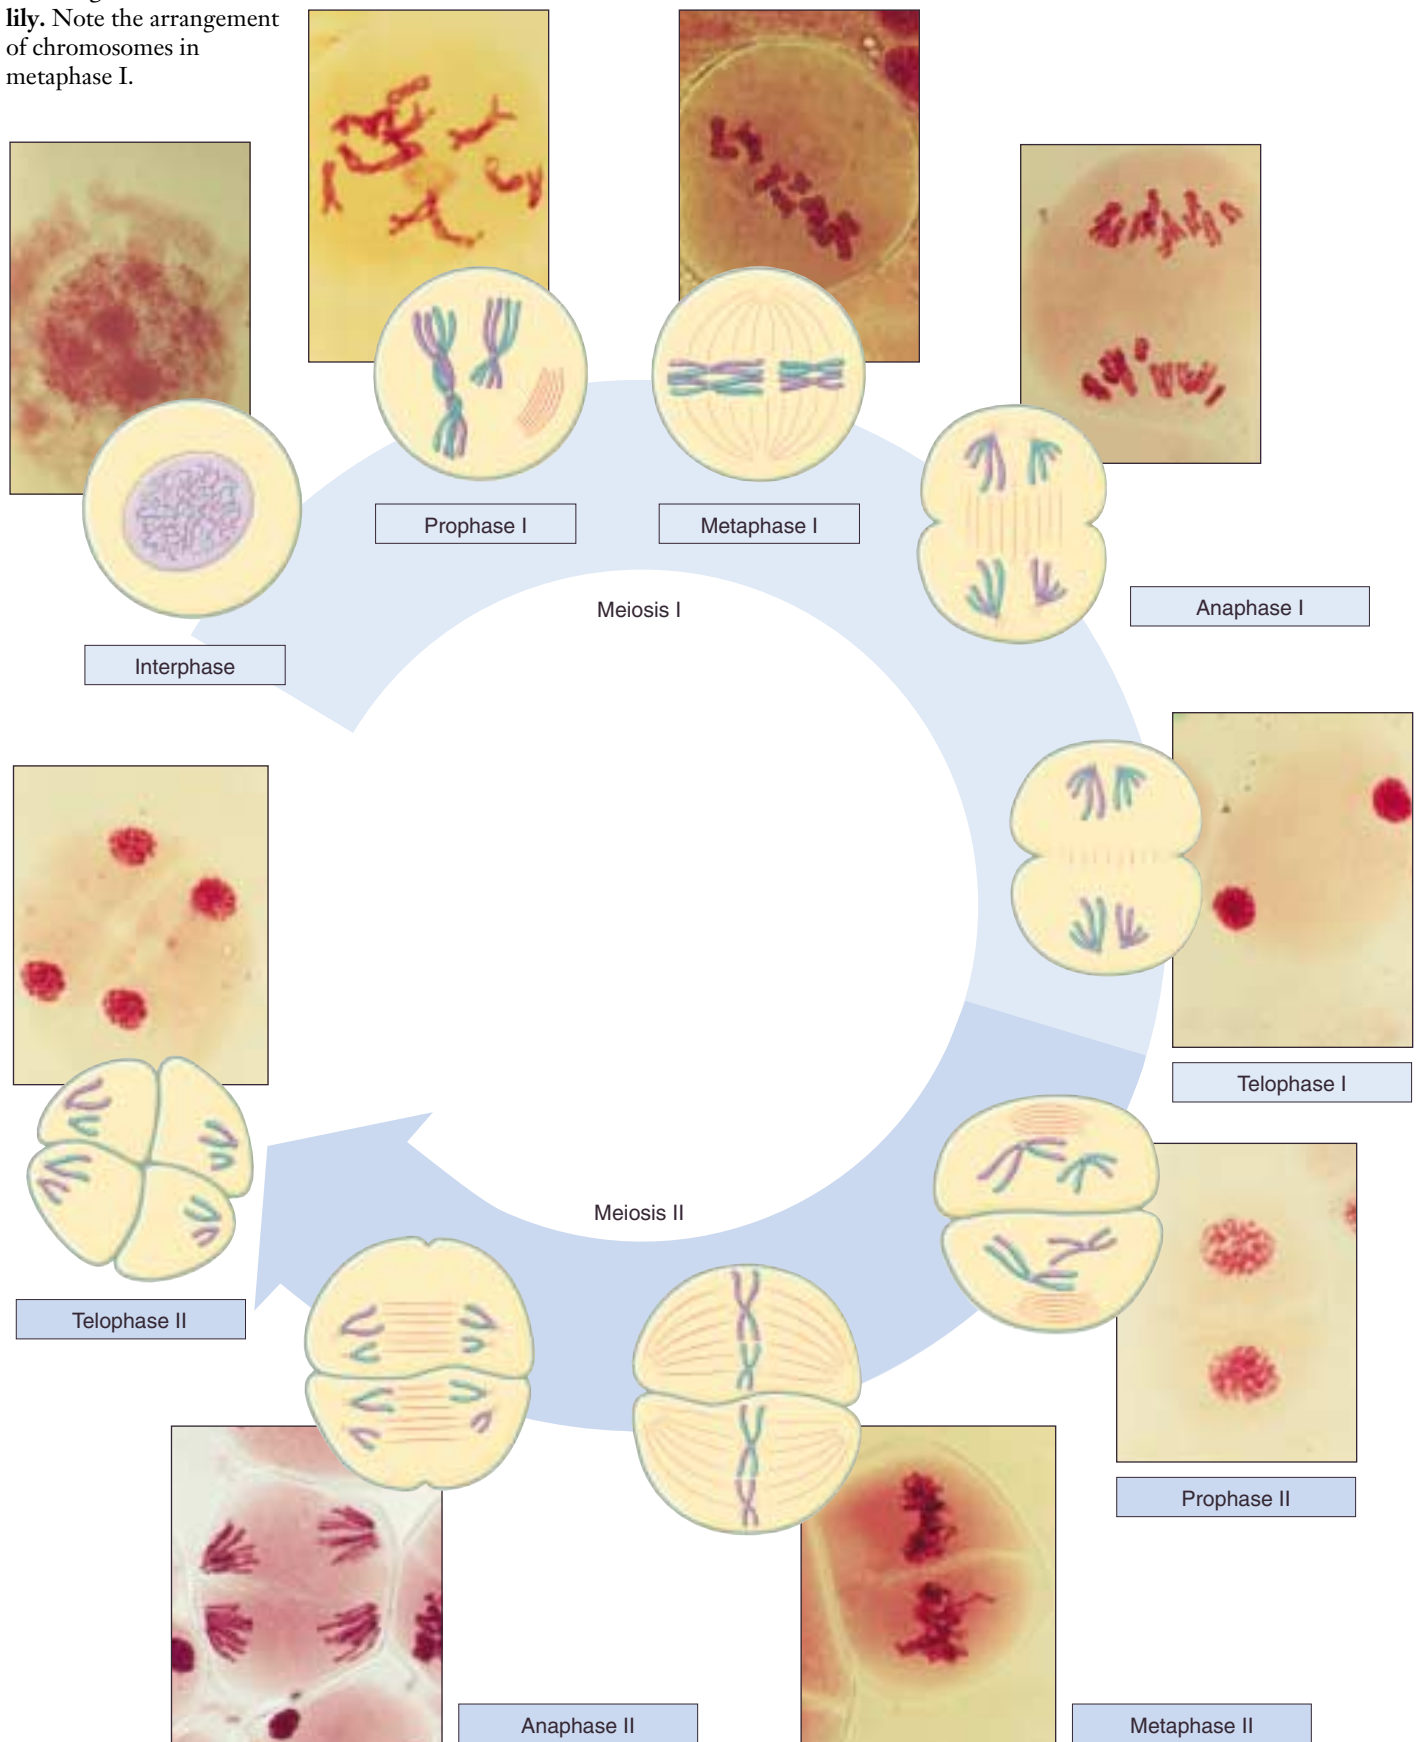 lily. Note the arrangement
of chromosomes in
metaphase I.
Prophase I
Metaphase I
Meiosis I
Anaphase I
Interphase
Telophase I
Meiosis II
Telophase II
Prophase II
Anaphase II
Metaphase II